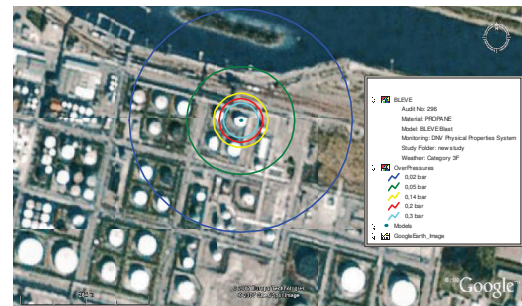 BLEVE
Audit No: 296
Material: PROPANE
Model: BLEVE Blast
Monitoring: DNV Physical Properties System
Study Folder: new study
Weather: Category 3F
OverPressures
0,02 bar
0,05 bar
0,14 bar
0,2 bar
0,3 bar
Models
GoogleEarth_Image
Google